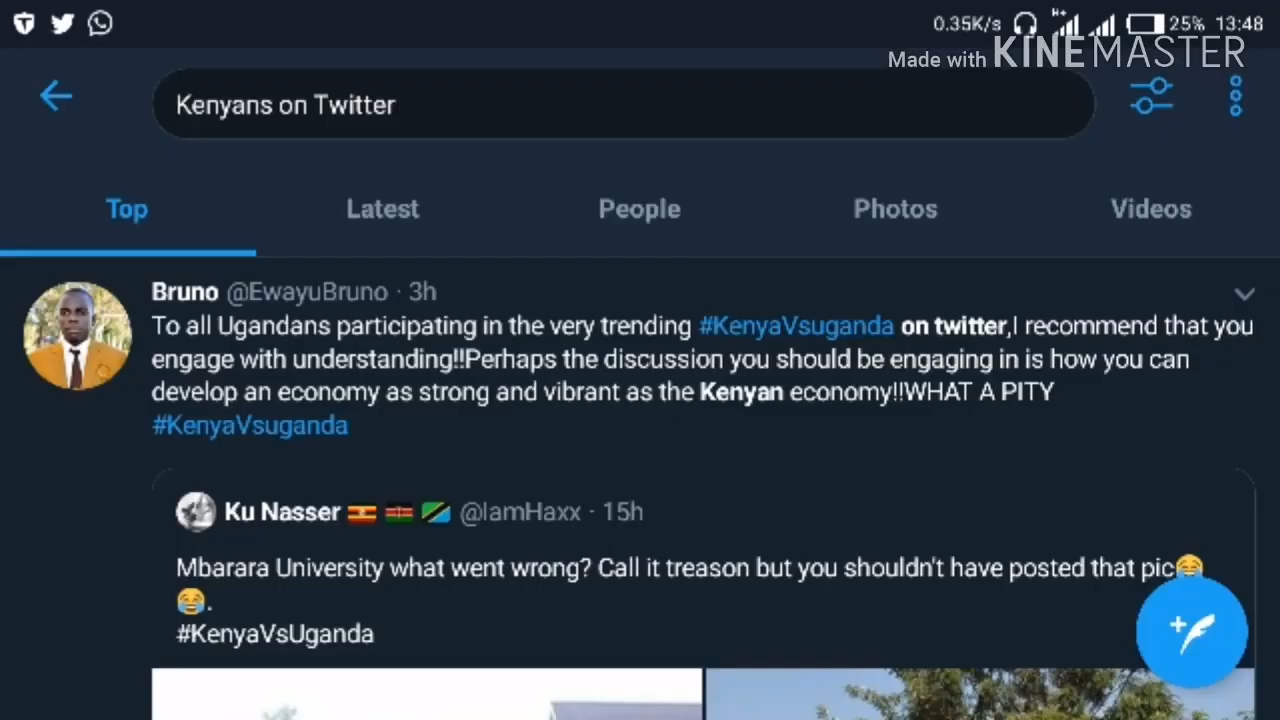 0.35K/s H+ 25% 13:48
Made with KINEMASTER
Kenyans on Twitter
Top Latest People Photos Videos
Bruno @EwayuBruno · 3h
To all Ugandans participating in the very trending #KenyaVsuganda on twitter,I recommend that you
engage with understanding!!Perhaps the discussion you should be engaging in is how you can
develop an economy as strong and vibrant as the Kenyan economy!!WHAT A PITY
#KenyaVsuganda
Ku Nasser 🇺🇬 🇰🇪 🇹🇿 @IamHaxx · 15h
Mbarara University what went wrong? Call it treason but you shouldn't have posted that pic😂
😂.
#KenyaVsUganda